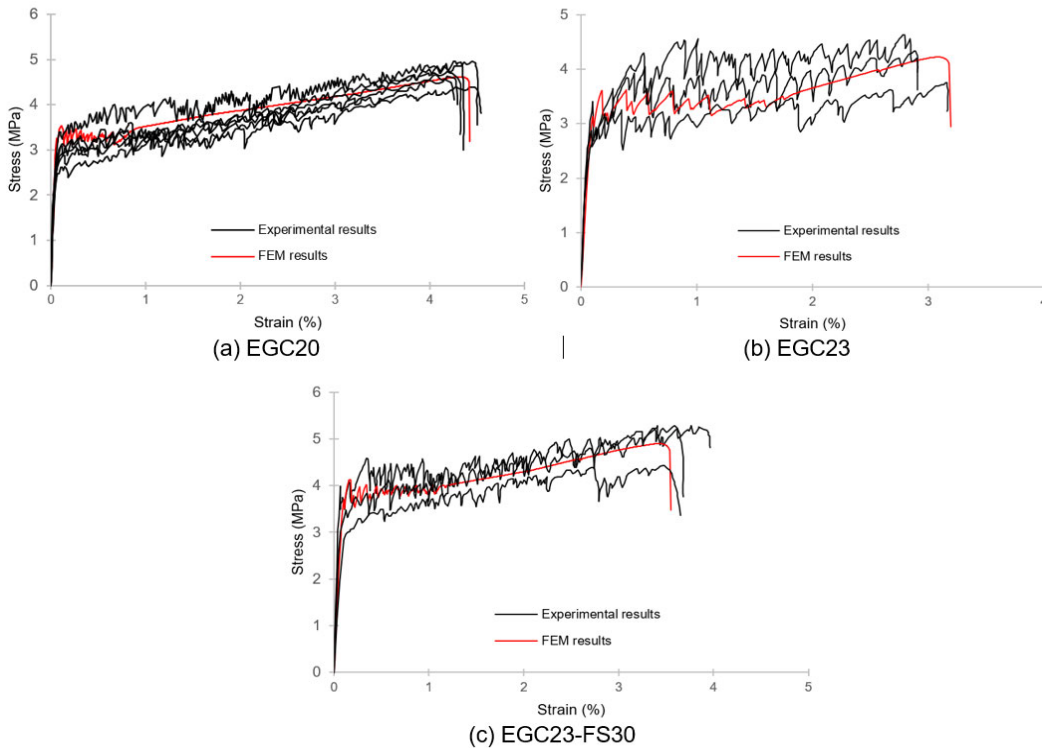 6
5
4
3
2
1
0
Stress (MPa)
Experimental results
FEM results
0 1 2 3 4 5
Strain (%)
(a) EGC20
5
4
3
2
1
0
Stress (MPa)
Experimental results
FEM results
0 1 2 3 4
Strain (%)
(b) EGC23
6
5
4
3
2
1
0
Stress (MPa)
Experimental results
FEM results
0 1 2 3 4 5
Strain (%)
(c) EGC23-FS30